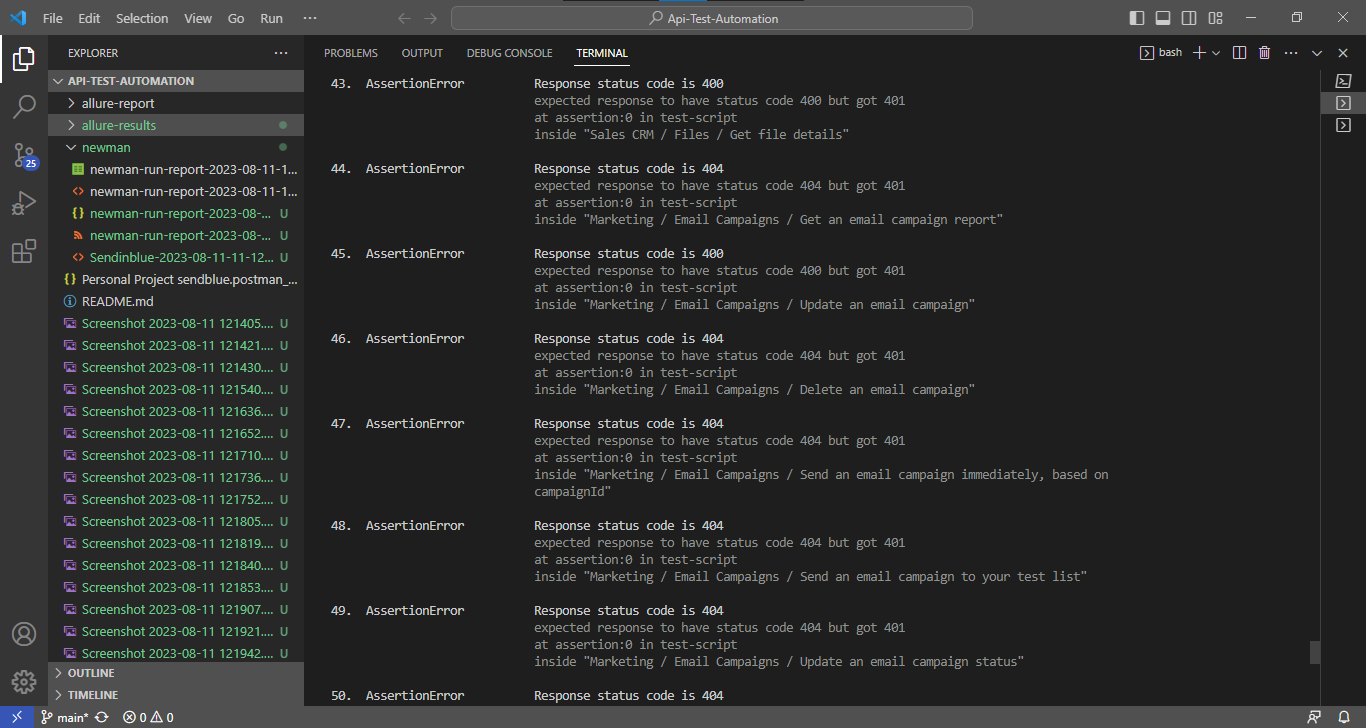 File Edit Selection View Go Run ···
Api-Test-Automation
EXPLORER ···
API-TEST-AUTOMATION
allure-report
allure-results
newman
newman-run-report-2023-08-11-1...
newman-run-report-2023-08-11-1...
newman-run-report-2023-08-... U
newman-run-report-2023-08-... U
Sendinblue-2023-08-11-11-12... U
Personal Project sendblue.postman_...
README.md
Screenshot 2023-08-11 121405.... U
Screenshot 2023-08-11 121421.... U
Screenshot 2023-08-11 121430.... U
Screenshot 2023-08-11 121540.... U
Screenshot 2023-08-11 121636.... U
Screenshot 2023-08-11 121652.... U
Screenshot 2023-08-11 121710.... U
Screenshot 2023-08-11 121736.... U
Screenshot 2023-08-11 121752.... U
Screenshot 2023-08-11 121805.... U
Screenshot 2023-08-11 121819.... U
Screenshot 2023-08-11 121840.... U
Screenshot 2023-08-11 121853.... U
Screenshot 2023-08-11 121907.... U
Screenshot 2023-08-11 121921.... U
Screenshot 2023-08-11 121942.... U
OUTLINE
TIMELINE
25
PROBLEMS OUTPUT DEBUG CONSOLE TERMINAL
bash
43. AssertionError Response status code is 400
expected response to have status code 400 but got 401
at assertion:0 in test-script
inside "Sales CRM / Files / Get file details"
44. AssertionError Response status code is 404
expected response to have status code 404 but got 401
at assertion:0 in test-script
inside "Marketing / Email Campaigns / Get an email campaign report"
45. AssertionError Response status code is 400
expected response to have status code 400 but got 401
at assertion:0 in test-script
inside "Marketing / Email Campaigns / Update an email campaign"
46. AssertionError Response status code is 404
expected response to have status code 404 but got 401
at assertion:0 in test-script
inside "Marketing / Email Campaigns / Delete an email campaign"
47. AssertionError Response status code is 404
expected response to have status code 404 but got 401
at assertion:0 in test-script
inside "Marketing / Email Campaigns / Send an email campaign immediately, based on
campaignId"
48. AssertionError Response status code is 404
expected response to have status code 404 but got 401
at assertion:0 in test-script
inside "Marketing / Email Campaigns / Send an email campaign to your test list"
49. AssertionError Response status code is 404
expected response to have status code 404 but got 401
at assertion:0 in test-script
inside "Marketing / Email Campaigns / Update an email campaign status"
50. AssertionError Response status code is 404
main* 0 0